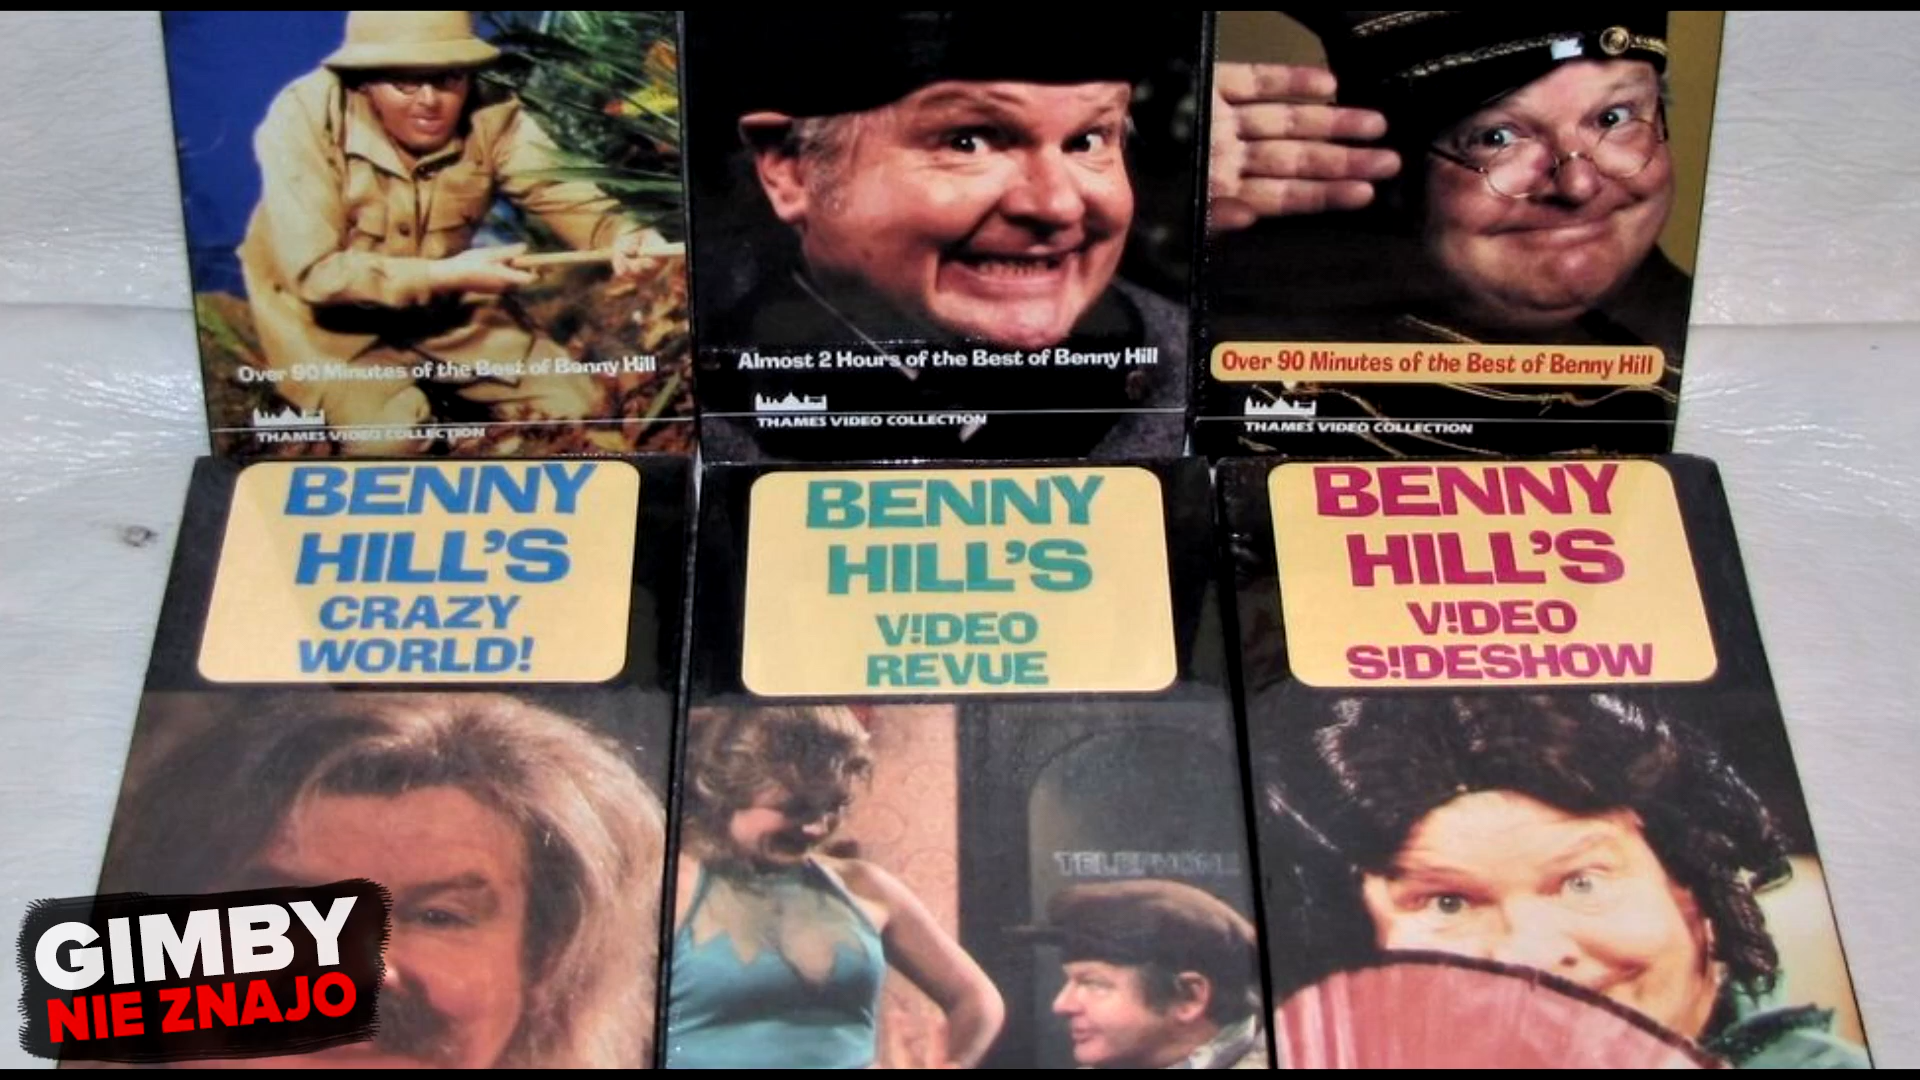 Over 90 Minutes of the Best of Benny Hill
THAMES VIDEO COLLECTION
Almost 2 Hours of the Best of Benny Hill
THAMES VIDEO COLLECTION
Over 90 Minutes of the Best of Benny Hill
THAMES VIDEO COLLECTION
BENNY
HILL'S
CRAZY
WORLD!
BENNY
HILL'S
V!DEO
REVUE
BENNY
HILL'S
V!DEO
S!DESHOW
TELEPHONE
GIMBY
NIE ZNAJO